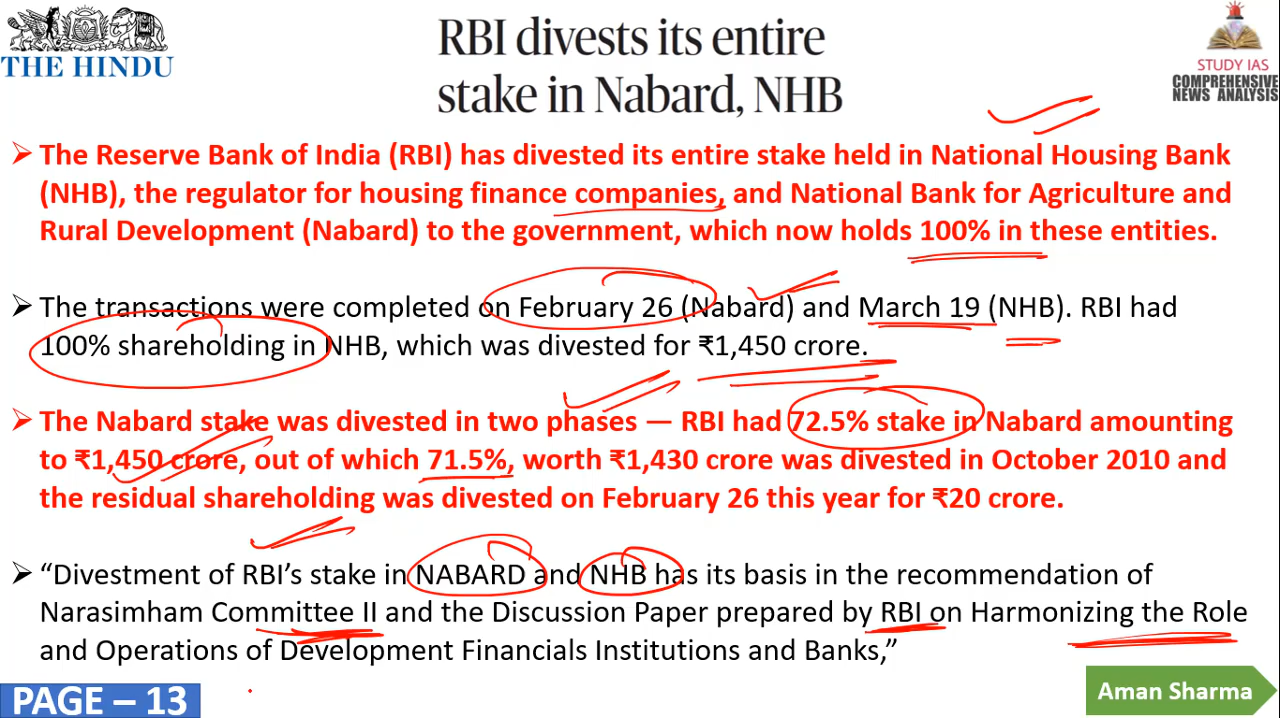 THE HINDU
RBI divests its entire
stake in Nabard, NHB
STUDY IAS
COMPREHENSIVE
NEWS ANALYSIS
➢ The Reserve Bank of India (RBI) has divested its entire stake held in National Housing Bank
(NHB), the regulator for housing finance companies, and National Bank for Agriculture and
Rural Development (Nabard) to the government, which now holds 100% in these entities.
➢ The transactions were completed on February 26 (Nabard) and March 19 (NHB). RBI had
100% shareholding in NHB, which was divested for ₹1,450 crore.
➢ The Nabard stake was divested in two phases — RBI had 72.5% stake in Nabard amounting
to ₹1,450 crore, out of which 71.5%, worth ₹1,430 crore was divested in October 2010 and
the residual shareholding was divested on February 26 this year for ₹20 crore.
➢ “Divestment of RBI’s stake in NABARD and NHB has its basis in the recommendation of
Narasimham Committee II and the Discussion Paper prepared by RBI on Harmonizing the Role
and Operations of Development Financials Institutions and Banks,”
PAGE – 13
Aman Sharma